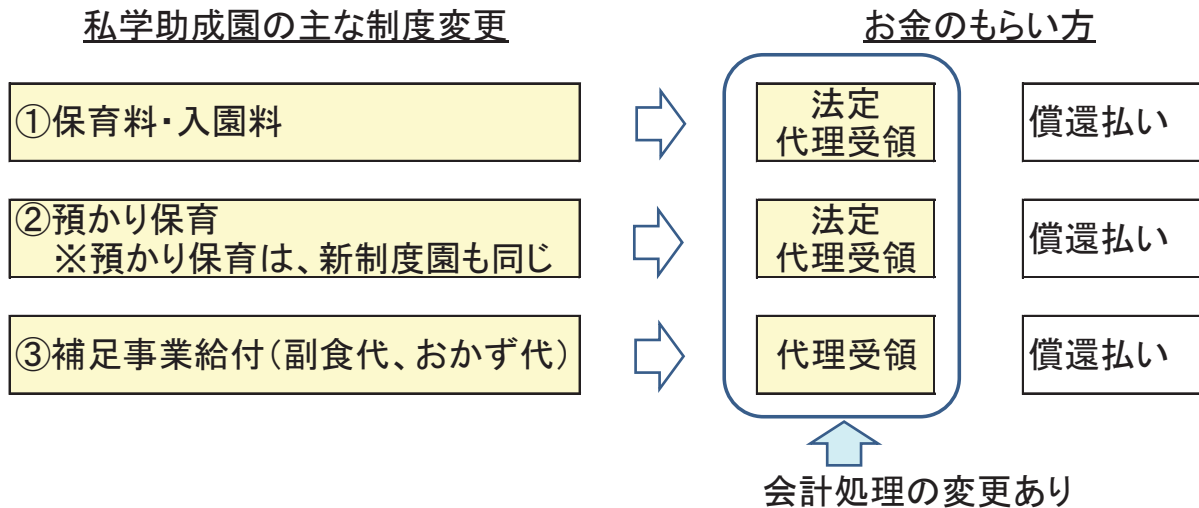 私学助成園の主な制度変更
お金のもらい方
①保育料・入園料
法定
代理受領
償還払い
②預かり保育
※預かり保育は、新制度園も同じ
法定
代理受領
償還払い
③補足事業給付(副食代、おかず代)
代理受領
償還払い
会計処理の変更あり